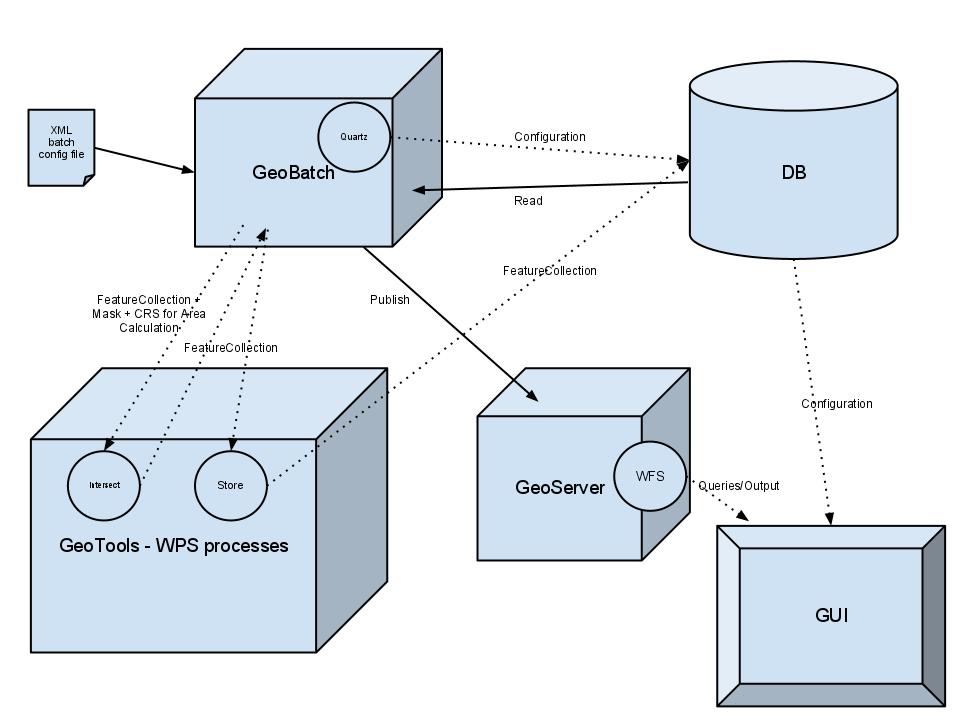 XML
batch
config file
Quartz
GeoBatch
Configuration
DB
Read
FeatureCollection
FeatureCollection +
Mask + CRS for Area
Calculation
Publish
FeatureCollection
Configuration
Intersect
Store
GeoServer
WFS
Queries/Output
GeoTools - WPS processes
GUI